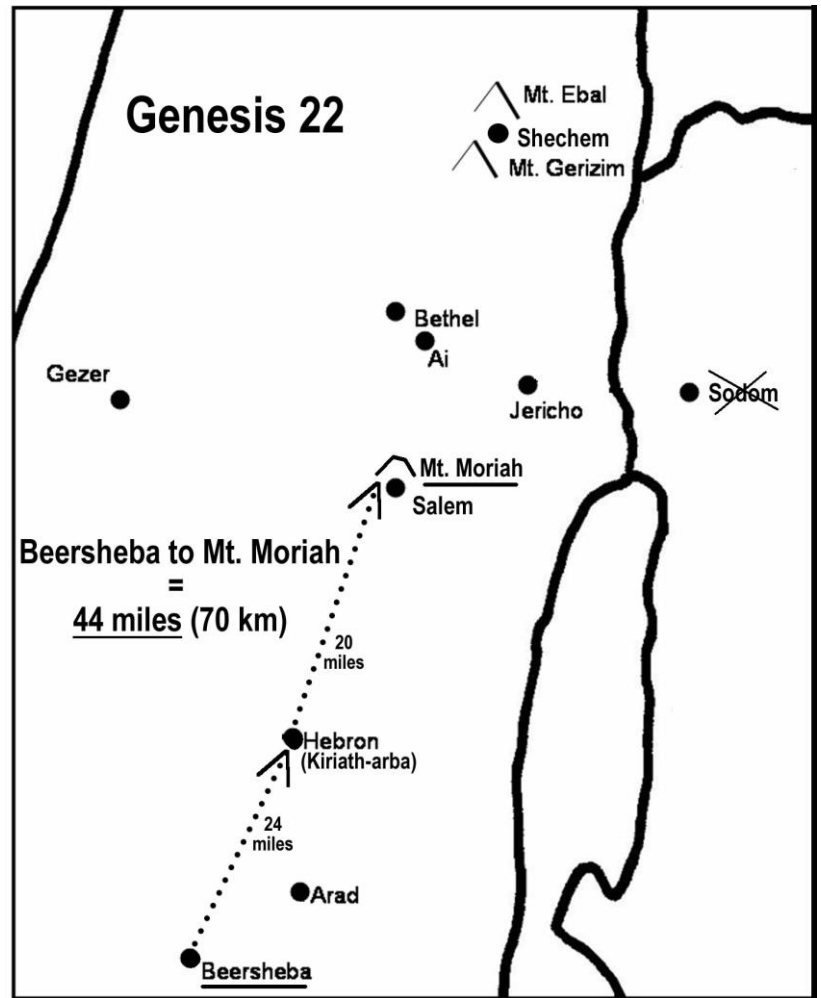 Genesis 22
Mt. Ebal
Shechem
Mt. Gerizim
Bethel
Ai
Gezer
Jericho
Sodom
Mt. Moriah
Salem
Beersheba to Mt. Moriah
=
44 miles (70 km)
20
miles
Hebron
(Kiriath-arba)
24
miles
Arad
Beersheba